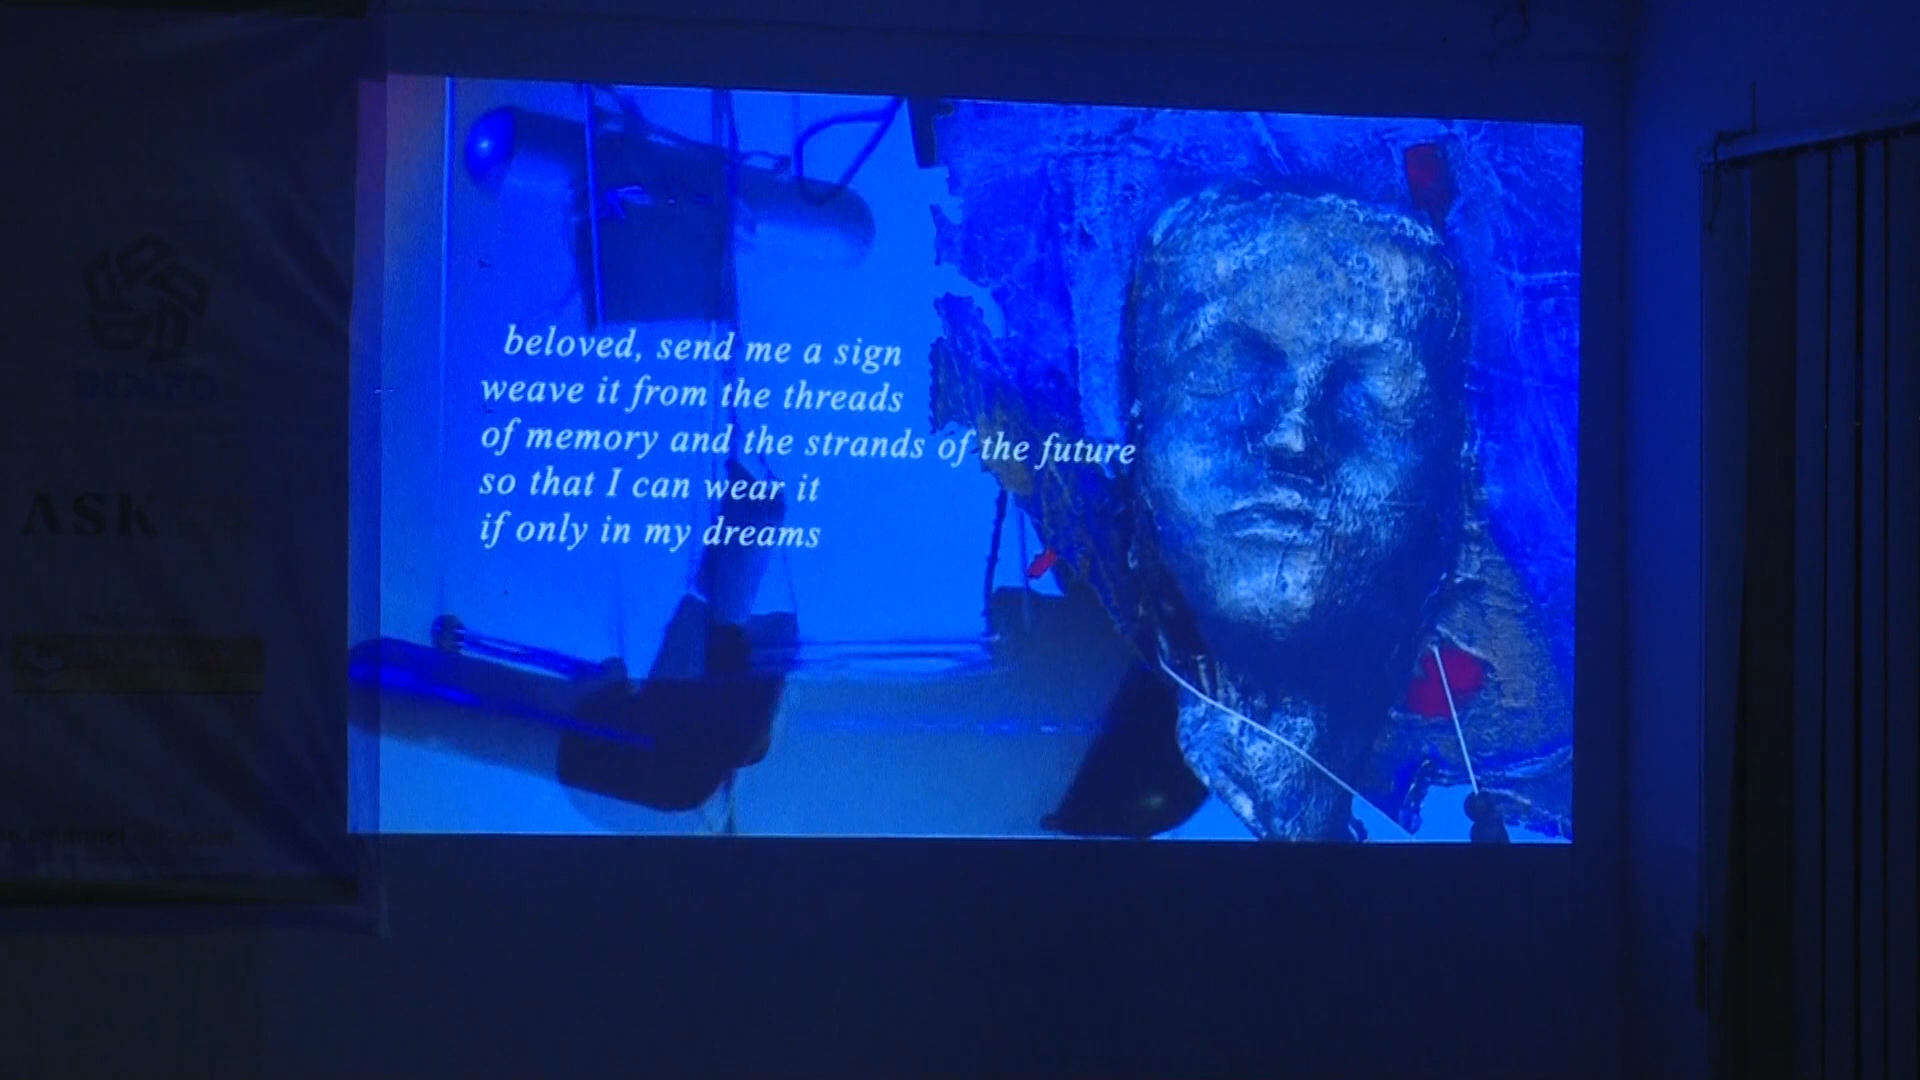 beloved, send me a sign
weave it from the threads
of memory and the strands of the future
so that I can wear it
if only in my dreams
ASK